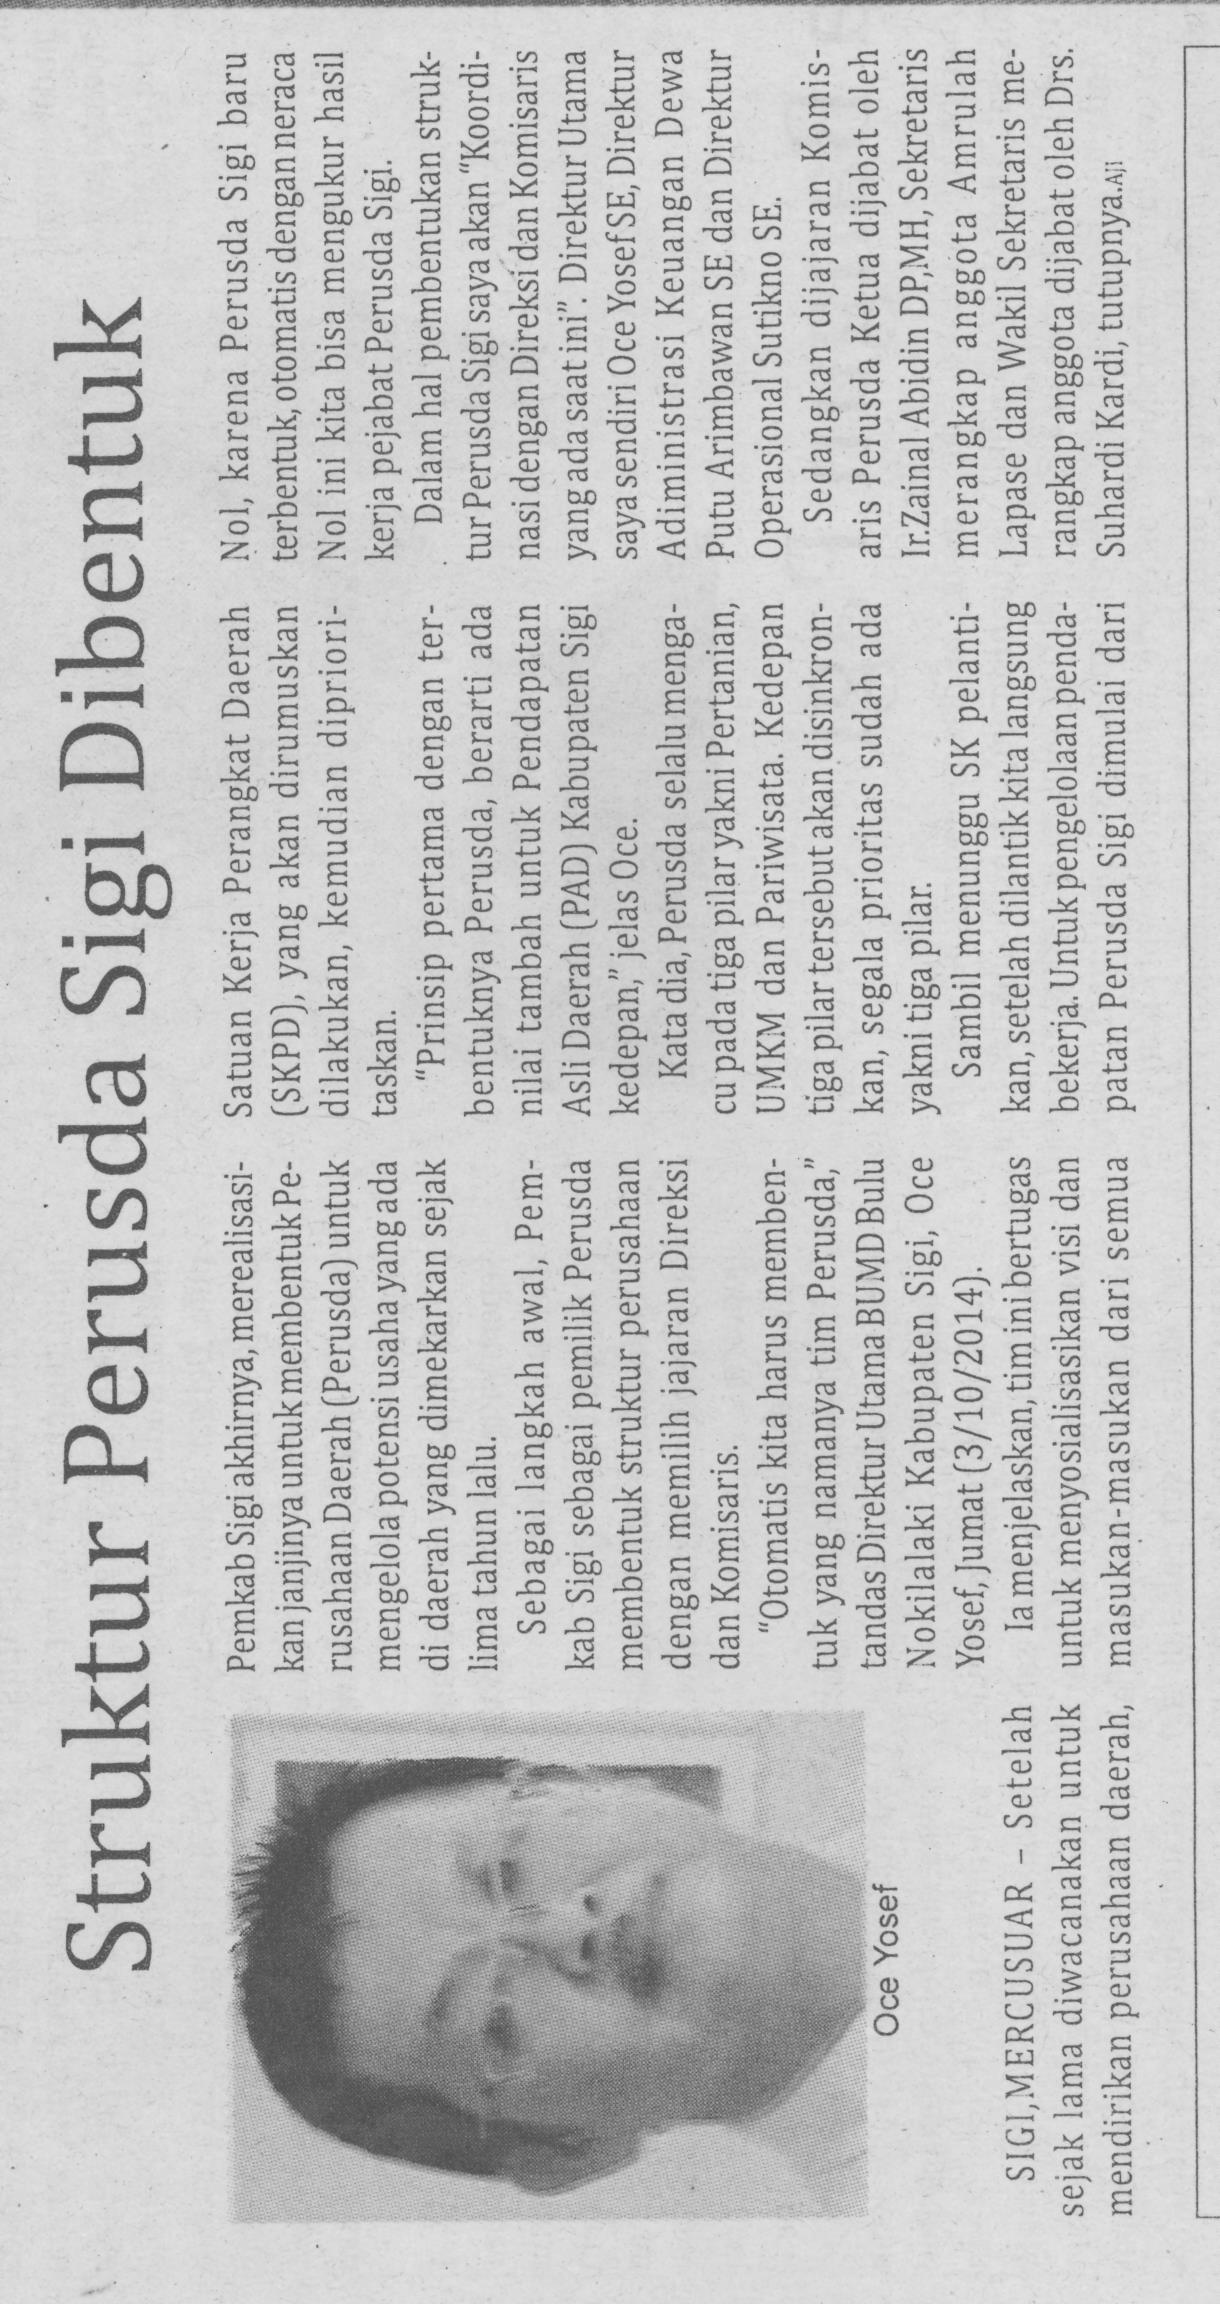 Struktur Perusda Sigi Dibentuk
Oce Yosef
SIGI,MERCUSUAR – Setelah
sejak lama diwacanakan untuk
mendirikan perusahaan daerah,
Pemkab Sigi akhirnya, merealisasi-
kan janjinya untuk membentuk Pe-
rusahaan Daerah (Perusda) untuk
mengelola potensi usaha yang ada
di daerah yang dimekarkan sejak
lima tahun lalu.
Sebagai langkah awal, Pem-
kab Sigi sebagai pemilik Perusda
membentuk struktur perusahaan
dengan memilih jajaran Direksi
dan Komisaris.
“Otomatis kita harus memben-
tuk yang namanya tim Perusda,”
tandas Direktur Utama BUMD Bulu
Nokilalaki Kabupaten Sigi, Oce
Yosef, Jumat (3/10/2014).
Ia menjelaskan, tim ini bertugas
untuk menyosialisasikan visi dan
masukan-masukan dari semua
Satuan Kerja Perangkat Daerah
(SKPD), yang akan dirumuskan
dilakukan, kemudian dipriori-
taskan.
“Prinsip pertama dengan ter-
bentuknya Perusda, berarti ada
nilai tambah untuk Pendapatan
Asli Daerah (PAD) Kabupaten Sigi
kedepan,” jelas Oce.
Kata dia, Perusda selalu menga-
cu pada tiga pilar yakni Pertanian,
UMKM dan Pariwisata. Kedepan
tiga pilar tersebut akan disinkron-
kan, segala prioritas sudah ada
yakni tiga pilar.
Sambil menunggu SK pelanti-
kan, setelah dilantik kita langsung
bekerja. Untuk pengelolaan penda-
patan Perusda Sigi dimulai dari
Nol, karena Perusda Sigi baru
terbentuk, otomatis dengan neraca
Nol ini kita bisa mengukur hasil
kerja pejabat Perusda Sigi.
Dalam hal pembentukan struk-
tur Perusda Sigi saya akan “Koordi-
nasi dengan Direksi dan Komisaris
yang ada saat ini”. Direktur Utama
saya sendiri Oce Yosef SE, Direktur
Adiministrasi Keuangan Dewa
Putu Arimbawan SE dan Direktur
Operasional Sutikno SE.
Sedangkan dijajaran Komis-
aris Perusda Ketua dijabat oleh
Ir.Zainal Abidin DP,MH, Sekretaris
merangkap anggota Amrulah
Lapase dan Wakil Sekretaris me-
rangkap anggota dijabat oleh Drs.
Suhardi Kardi, tutupnya.AJI